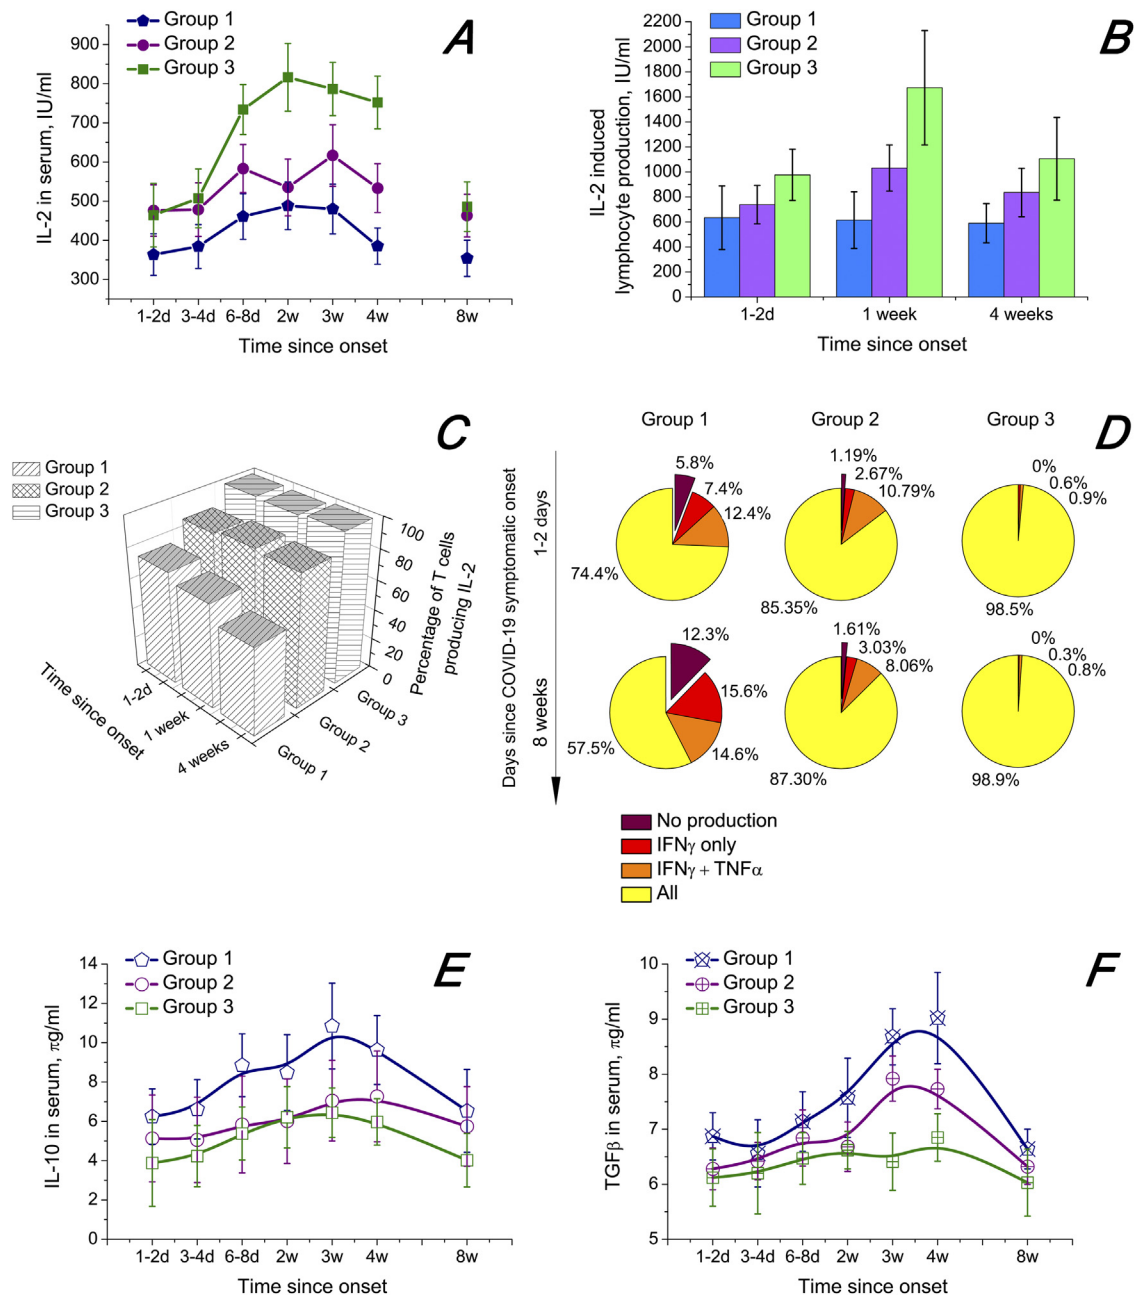 A
Group 1
Group 2
Group 3
IL-2 in serum, IU/ml
900
800
700
600
500
400
300
1-2d 3-4d 6-8d 2w 3w 4w 8w
Time since onset
B
Group 1
Group 2
Group 3
IL-2 induced
lymphocyte production, IU/ml
2200
2000
1800
1600
1400
1200
1000
800
600
400
200
0
1-2d 1 week 4 weeks
Time since onset
C
Group 1
Group 2
Group 3
100
80
60
40
20
0
Percentage of T cells
producing IL-2
Time since onset
1-2d
1 week
4 weeks
Group 1
Group 2
Group 3
D
Group 1 Group 2 Group 3
Days since COVID-19 symptomatic onset
1-2 days
5.8%
7.4%
12.4%
74.4%
1.19%
2.67%
10.79%
85.35%
0%
0.6%
0.9%
98.5%
8 weeks
12.3%
15.6%
14.6%
57.5%
1.61%
3.03%
8.06%
87.30%
0%
0.3%
0.8%
98.9%
No production
IFNγ only
IFNγ + TNFα
All
E
Group 1
Group 2
Group 3
IL-10 in serum, πg/ml
14
12
10
8
6
4
2
0
1-2d 3-4d 6-8d 2w 3w 4w 8w
Time since onset
F
Group 1
Group 2
Group 3
TGFβ in serum, πg/ml
10
9
8
7
6
5
1-2d 3-4d 6-8d 2w 3w 4w 8w
Time since onset